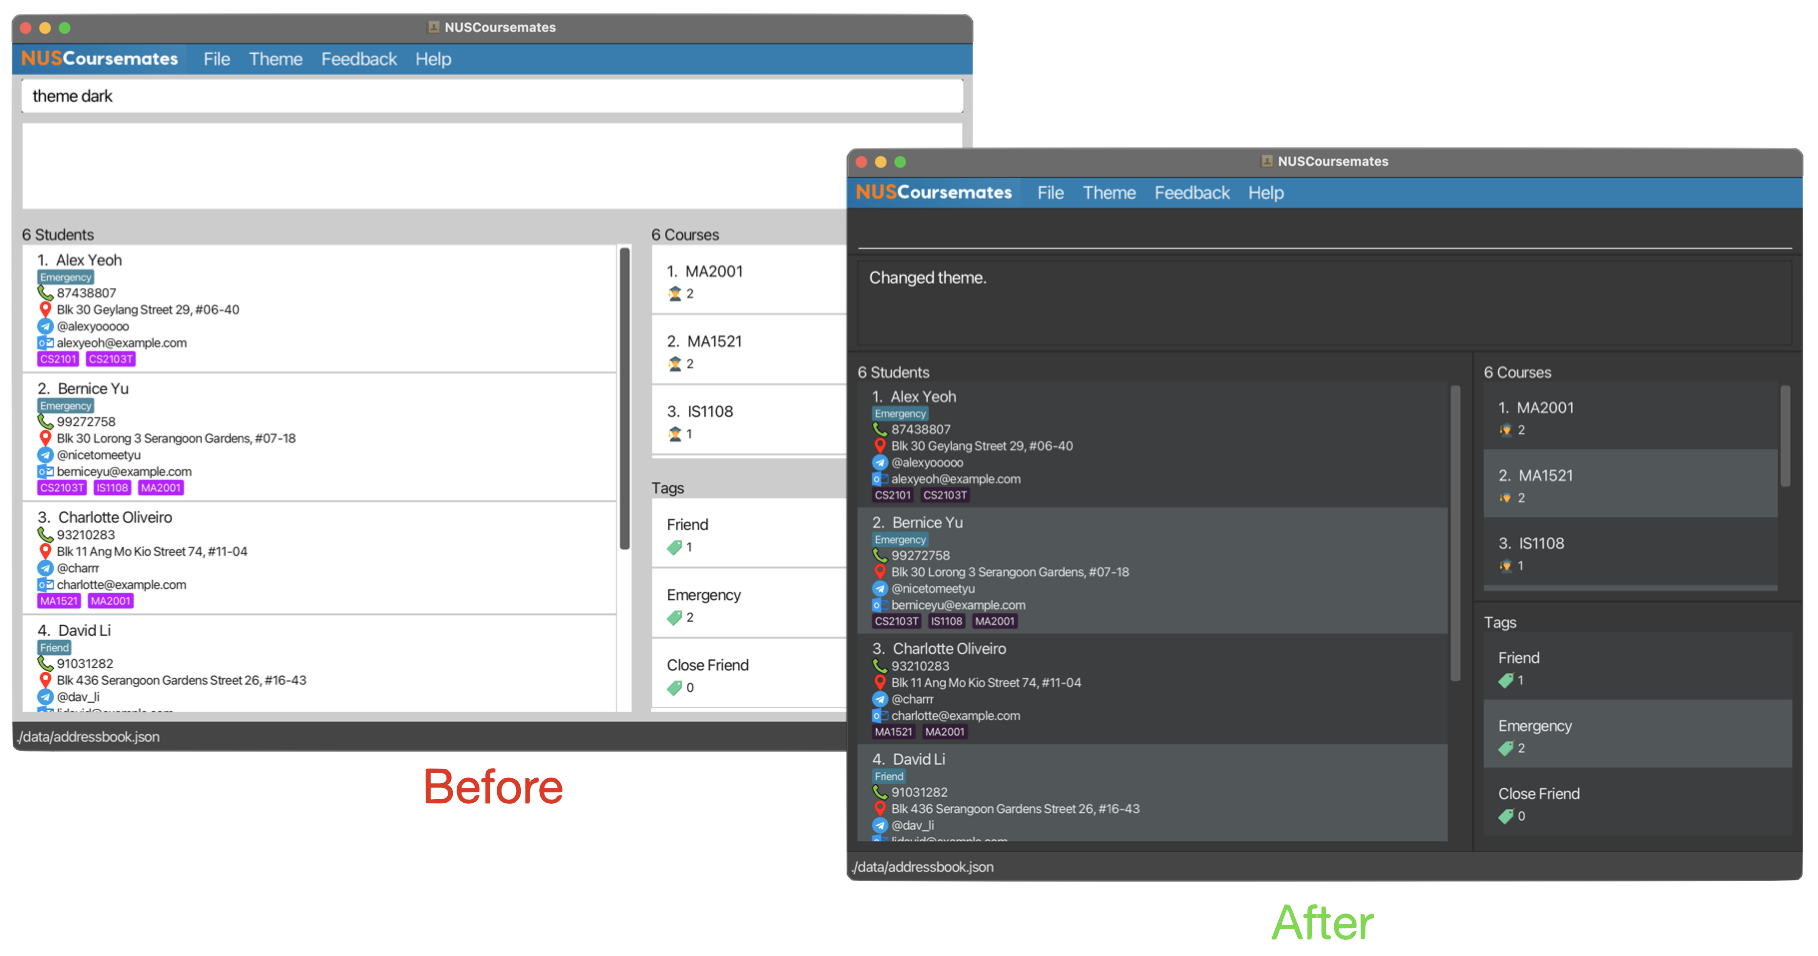 NUSCoursemates
NUSCoursemates File Theme Feedback Help
theme dark
6 Students
1. Alex Yeoh
Emergency
87438807
Blk 30 Geylang Street 29, #06-40
@alexyooooo
alexyeoh@example.com
CS2101 CS2103T
2. Bernice Yu
Emergency
99272758
Blk 30 Lorong 3 Serangoon Gardens, #07-18
@nicetomeetyu
berniceyu@example.com
CS2103T IS1108 MA2001
3. Charlotte Oliveiro
93210283
Blk 11 Ang Mo Kio Street 74, #11-04
@charrr
charlotte@example.com
MA1521 MA2001
4. David Li
Friend
91031282
Blk 436 Serangoon Gardens Street 26, #16-43
@dav_li
lidavid@example.com
6 Courses
1. MA2001
2
2. MA1521
2
3. IS1108
1
Tags
Friend
1
Emergency
2
Close Friend
0
./data/addressbook.json
Before
NUSCoursemates
NUSCoursemates File Theme Feedback Help
Changed theme.
6 Students
1. Alex Yeoh
Emergency
87438807
Blk 30 Geylang Street 29, #06-40
@alexyooooo
alexyeoh@example.com
CS2101 CS2103T
2. Bernice Yu
Emergency
99272758
Blk 30 Lorong 3 Serangoon Gardens, #07-18
@nicetomeetyu
berniceyu@example.com
CS2103T IS1108 MA2001
3. Charlotte Oliveiro
93210283
Blk 11 Ang Mo Kio Street 74, #11-04
@charrr
charlotte@example.com
MA1521 MA2001
4. David Li
Friend
91031282
Blk 436 Serangoon Gardens Street 26, #16-43
@dav_li
lidavid@example.com
6 Courses
1. MA2001
2
2. MA1521
2
3. IS1108
1
Tags
Friend
1
Emergency
2
Close Friend
0
./data/addressbook.json
After